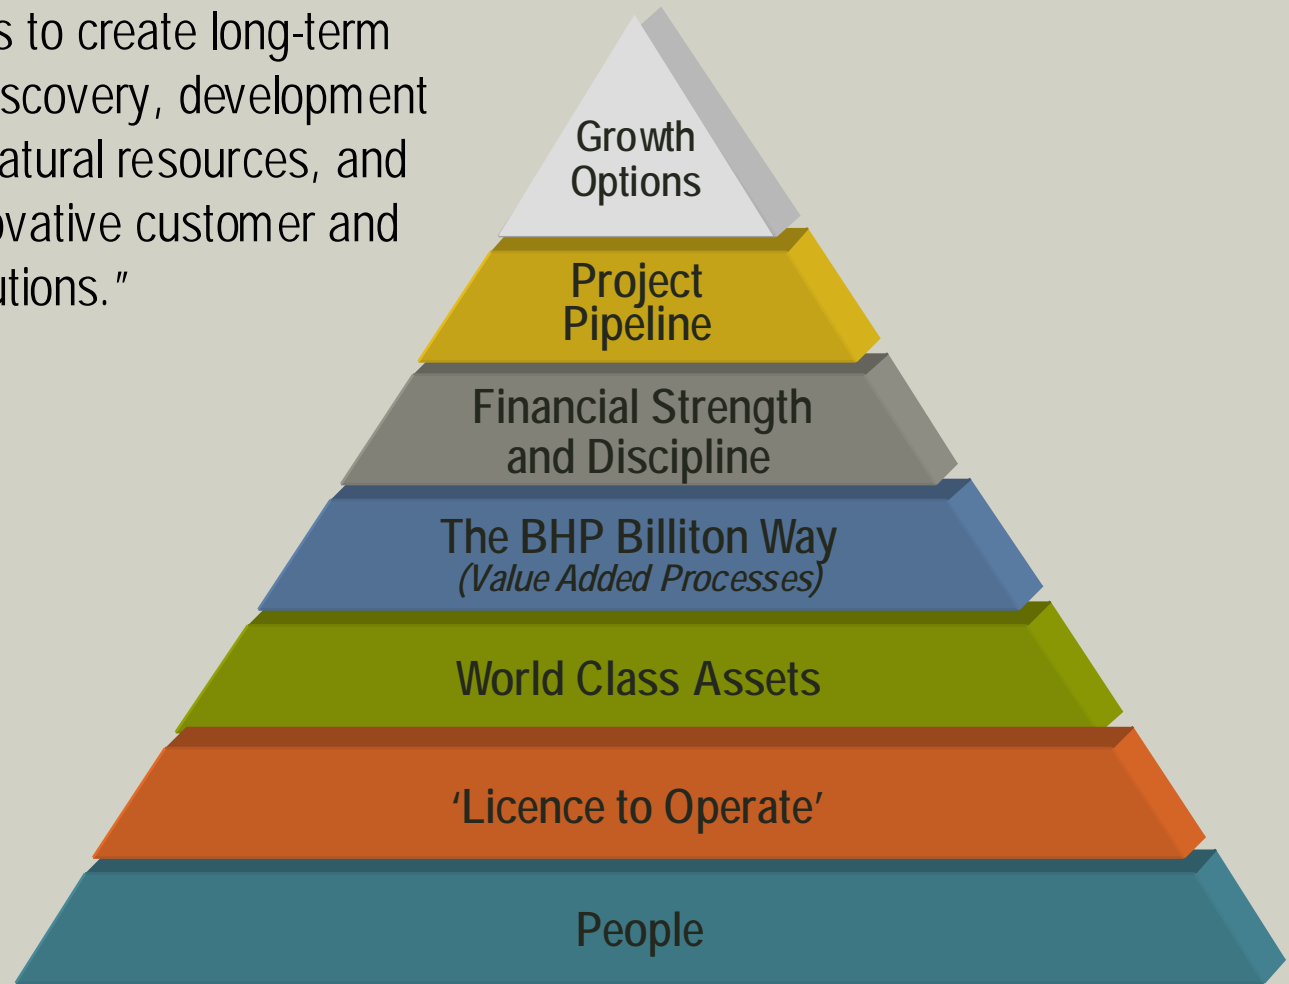 s to create long-term
scovery, development
atural resources, and
ovative customer and
utions."
Growth
Options
Project
Pipeline
Financial Strength
and Discipline
The BHP Billiton Way
(Value Added Processes)
World Class Assets
‘Licence to Operate’
People